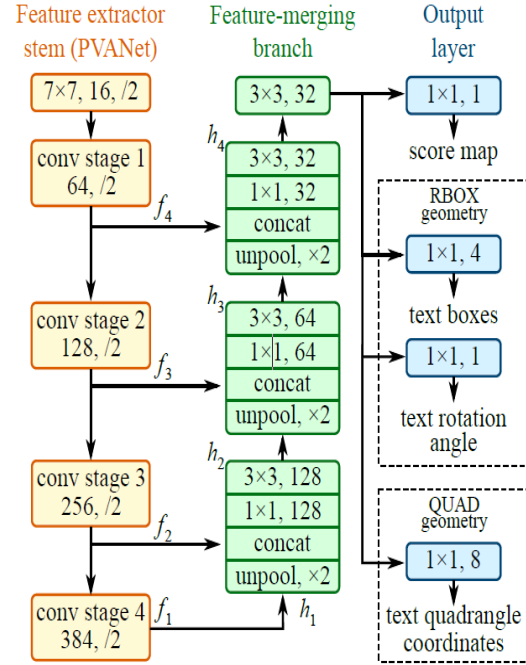 Feature extractor
stem (PVANet)
7×7, 16, /2
conv stage 1
64, /2
f4
conv stage 2
128, /2
f3
conv stage 3
256, /2
f2
conv stage 4
384, /2
f1
Feature-merging
branch
3×3, 32
h4
3×3, 32
1×1, 32
concat
unpool, ×2
h3
3×3, 64
1×1, 64
concat
unpool, ×2
h2
3×3, 128
1×1, 128
concat
unpool, ×2
h1
Output
layer
1×1, 1
score map
RBOX
geometry
1×1, 4
text boxes
1×1, 1
text rotation
angle
QUAD
geometry
1×1, 8
text quadrangle
coordinates